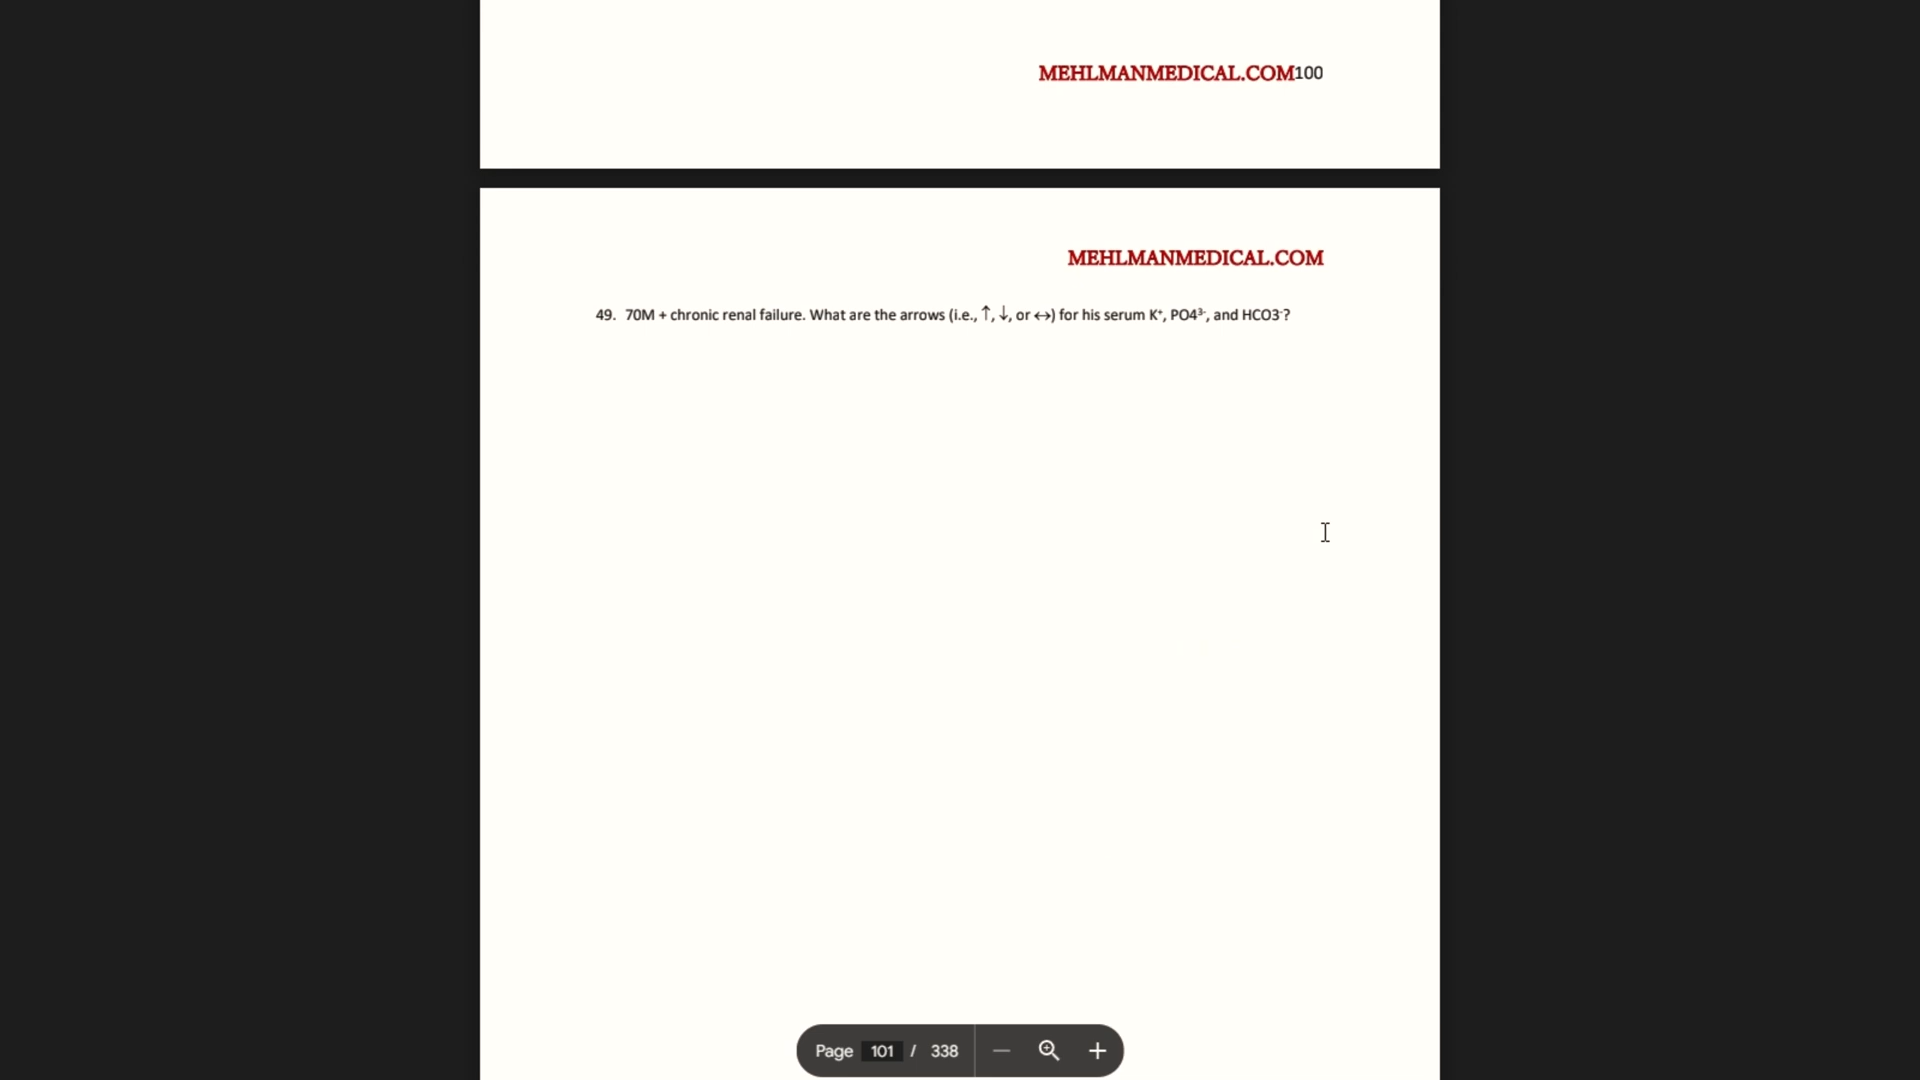 MEHLMANMEDICAL.COM100
MEHLMANMEDICAL.COM
49. 70M + chronic renal failure. What are the arrows (i.e., ↑, ↓, or ↔) for his serum K⁺, PO4³⁻, and HCO3⁻?
Page 101 / 338